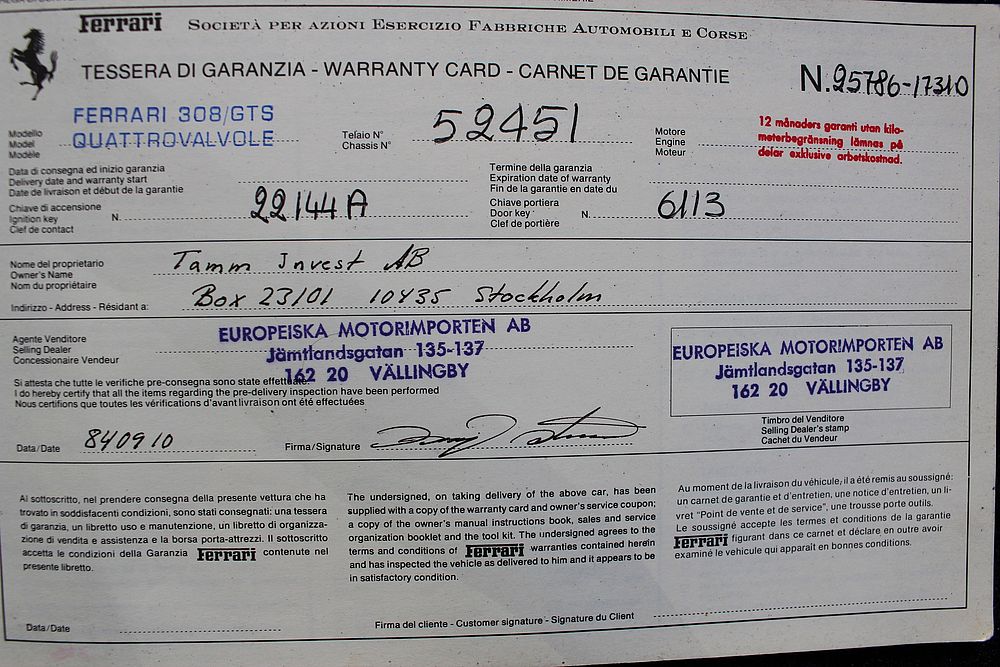 Ferrari SOCIETÀ PER AZIONI ESERCIZIO FABBRICHE AUTOMOBILI E CORSE
TESSERA DI GARANZIA - WARRANTY CARD - CARNET DE GARANTIE N. 25786-17310
FERRARI 308/GTS
QUATTROVALVOLE
Modello
Model
Modèle
Telaio N°
Chassis N°
52451
Motore
Engine
Moteur
12 månaders garanti utan kilo-
meterbegränsning lämnas på
delar exklusive arbetskostnad.
Data di consegna ed inizio garanzia
Delivery date and warranty start
Date de livraison et début de la garantie
Termine della garanzia
Expiration date of warranty
Fin de la garantie en date du
Chiave di accensione
Ignition key
Clef de contact
N. 22144A
Chiave portiera
Door key
Clef de portière
N. 6113
Nome del proprietario
Owner's Name
Nom du propriétaire
Tamm Invest AB
Indirizzo - Address - Résidant a:
Box 23101 10435 Stockholm
Agente Venditore
Selling Dealer
Concessionaire Vendeur
EUROPEISKA MOTORIMPORTEN AB
Jämtlandsgatan 135-137
162 20 VÄLLINGBY
EUROPEISKA MOTORIMPORTEN AB
Jämtlandsgatan 135-137
162 20 VÄLLINGBY
Si attesta che tutte le verifiche pre-consegna sono state effettuate.
I do hereby certify that all the items regarding the pre-delivery inspection have been performed
Nous certifions que toutes les vérifications d'avant livraison ont été effectuées
Timbro del Venditore
Selling Dealer's stamp
Cachet du Vendeur
Data/Date 840910
Firma/Signature
Al sottoscritto, nel prendere consegna della presente vettura che ha
trovato in soddisfacenti condizioni, sono stati consegnati: una tessera
di garanzia, un libretto uso e manutenzione, un libretto di organizza-
zione di vendita e assistenza e la borsa porta-attrezzi. Il sottoscritto
accetta le condizioni della Garanzia Ferrari contenute nel
presente libretto.
The undersigned, on taking delivery of the above car, has been
supplied with a copy of the warranty card and owner's service coupon;
a copy of the owner's manual instructions book, sales and service
organization booklet and the tool kit. The undersigned agrees to the
terms and conditions of Ferrari warranties contained herein
and has inspected the vehicle as delivered to him and it appears to be
in satisfactory condition.
Au moment de la livraison du véhicule, il a été remis au soussigné:
un carnet de garantie et d'entretien, une notice d'entretien, un li-
vret "Point de vente et de service", une trousse porte outils.
Le soussigné accepte les termes et conditions de la garantie
Ferrari figurant dans ce carnet et déclare en outre avoir
examiné le vehicule qui apparaît en bonnes conditions.
Data/Date
Firma del cliente - Customer signature - Signature du Client